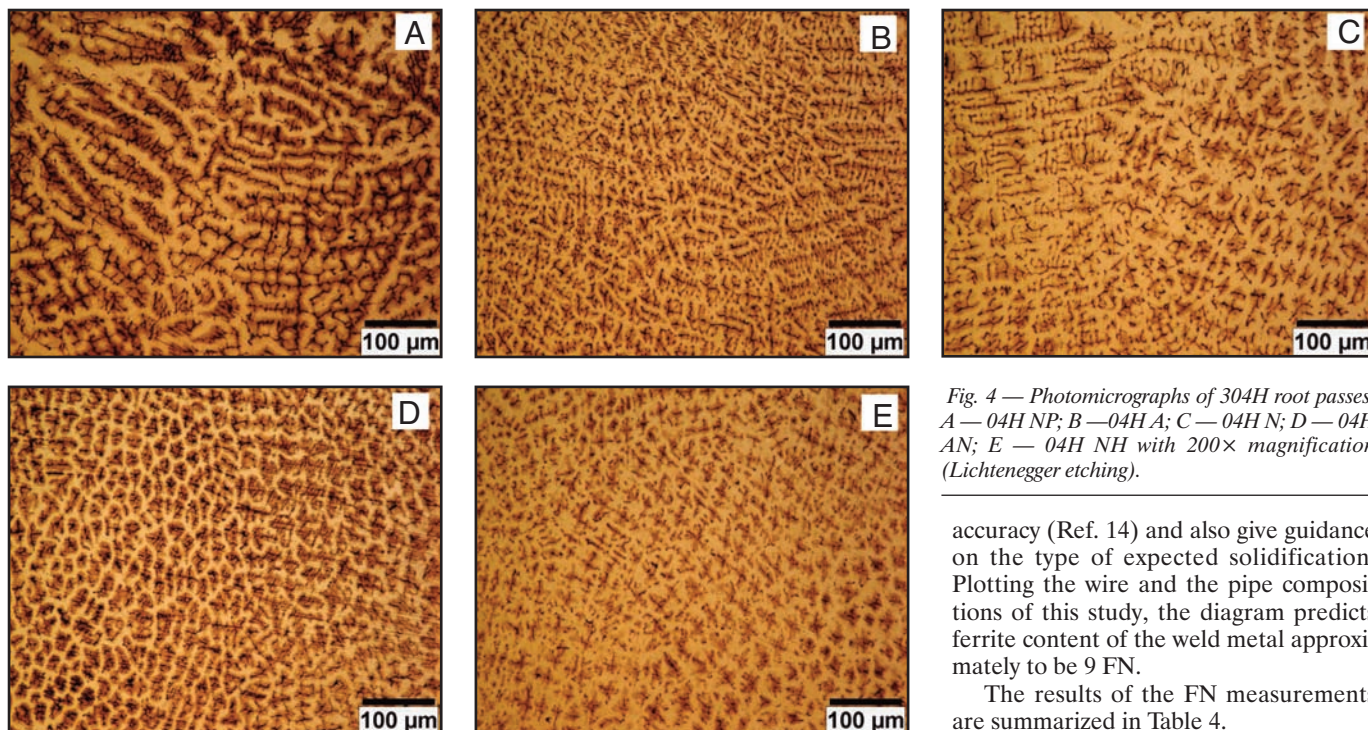 A
100 µm
B
100 µm
C
100 µm
D
100 µm
E
100 µm
Fig. 4 — Photomicrographs of 304H root passes
A — 04H NP; B —04H A; C — 04H N; D — 04H
AN; E — 04H NH with 200× magnification
(Lichtenegger etching).
accuracy (Ref. 14) and also give guidance
on the type of expected solidification
Plotting the wire and the pipe composi
tions of this study, the diagram predicts
ferrite content of the weld metal approxi
mately to be 9 FN.
The results of the FN measurements
are summarized in Table 4.